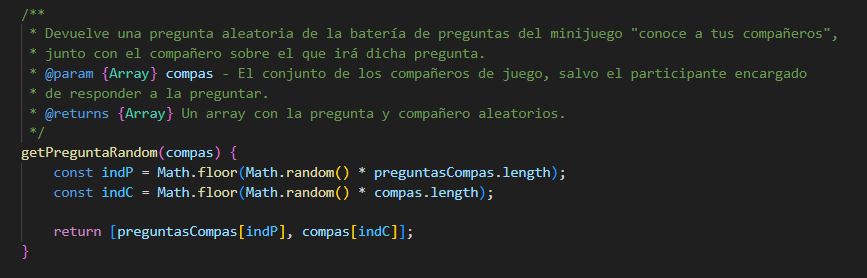 /**
 * Devuelve una pregunta aleatoria de la batería de preguntas del minijuego "conoce a tus compañeros",
 * junto con el compañero sobre el que irá dicha pregunta.
 * @param {Array} compas - El conjunto de los compañeros de juego, salvo el participante encargado
 * de responder a la preguntar.
 * @returns {Array} Un array con la pregunta y compañero aleatorios.
 */
getPreguntaRandom(compas) {
    const indP = Math.floor(Math.random() * preguntasCompas.length);
    const indC = Math.floor(Math.random() * compas.length);

    return [preguntasCompas[indP], compas[indC]];
}